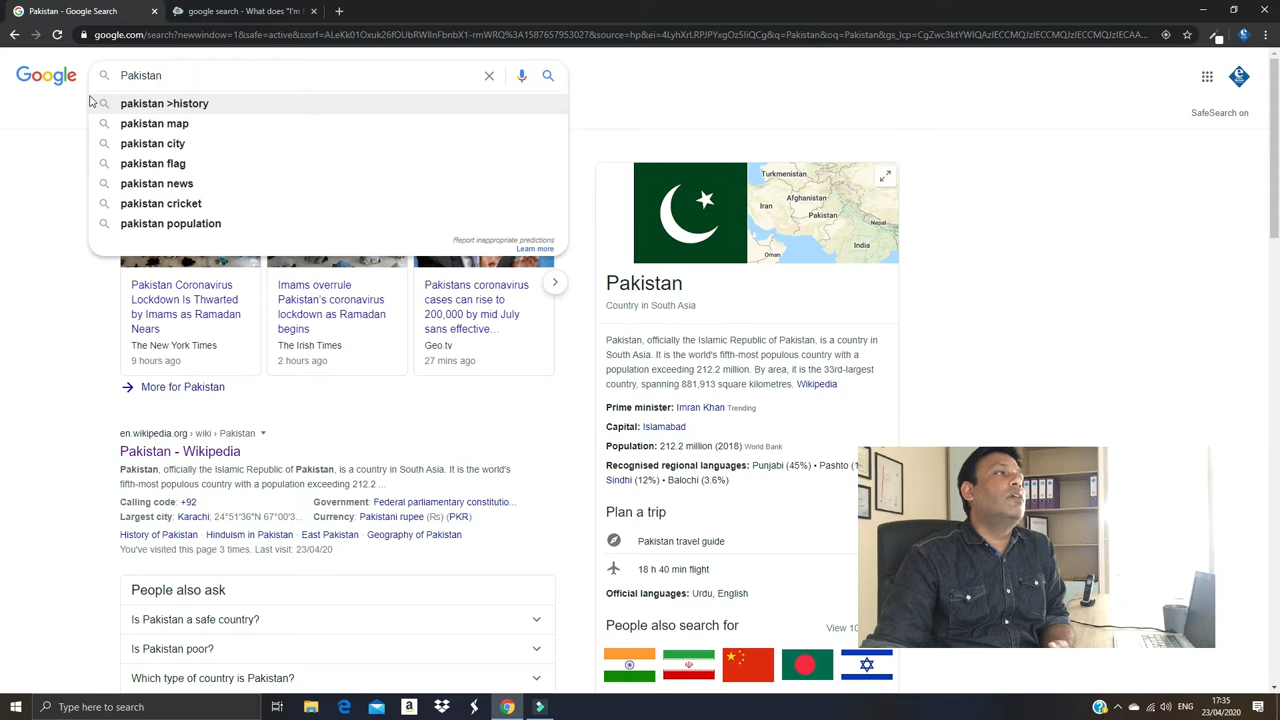 Pakistan - Google Search
google search - What does "I'm f
google.com/search?newwindow=1&safe=active&sxsrf=
Google
Pakistan
pakistan >history
pakistan map
pakistan city
pakistan flag
pakistan news
pakistan cricket
pakistan population
Report inappropriate predictions
Learn more
SafeSearch on
Pakistan Coronavirus
Lockdown Is Thwarted
by Imams as Ramadan
Nears
The New York Times
9 hours ago
Imams overrule
Pakistan's coronavirus
lockdown as Ramadan
begins
The Irish Times
2 hours ago
Pakistans coronavirus
cases can rise to
200,000 by mid July
sans effective...
Geo.tv
27 mins ago
More for Pakistan
en.wikipedia.org › wiki › Pakistan
Pakistan - Wikipedia
Pakistan, officially the Islamic Republic of Pakistan, is a country in South Asia. It is the world's
fifth-most populous country with a population exceeding 212.2 ...
Calling code: +92
Government: Federal parliamentary constitutio...
Largest city: Karachi; 24°51′36″N 67°00′3...
Currency: Pakistani rupee (₨) (PKR)
History of Pakistan · Hinduism in Pakistan · East Pakistan · Geography of Pakistan
You've visited this page 3 times. Last visit: 23/04/20
People also ask
Is Pakistan a safe country?
Is Pakistan poor?
Which type of country is Pakistan?
Turkmenistan
Iran
Afghanistan
Pakistan
Nepal
India
Oman
Pakistan
Country in South Asia
Pakistan, officially the Islamic Republic of Pakistan, is a country in
South Asia. It is the world's fifth-most populous country with a
population exceeding 212.2 million. By area, it is the 33rd-largest
country, spanning 881,913 square kilometres. Wikipedia
Prime minister: Imran Khan Trending
Capital: Islamabad
Population: 212.2 million (2018) World Bank
Recognised regional languages: Punjabi (45%) • Pashto (1
Sindhi (12%) • Balochi (3.6%)
Plan a trip
Pakistan travel guide
18 h 40 min flight
Official languages: Urdu, English
People also search for
View 10
Type here to search
17:35
23/04/2020